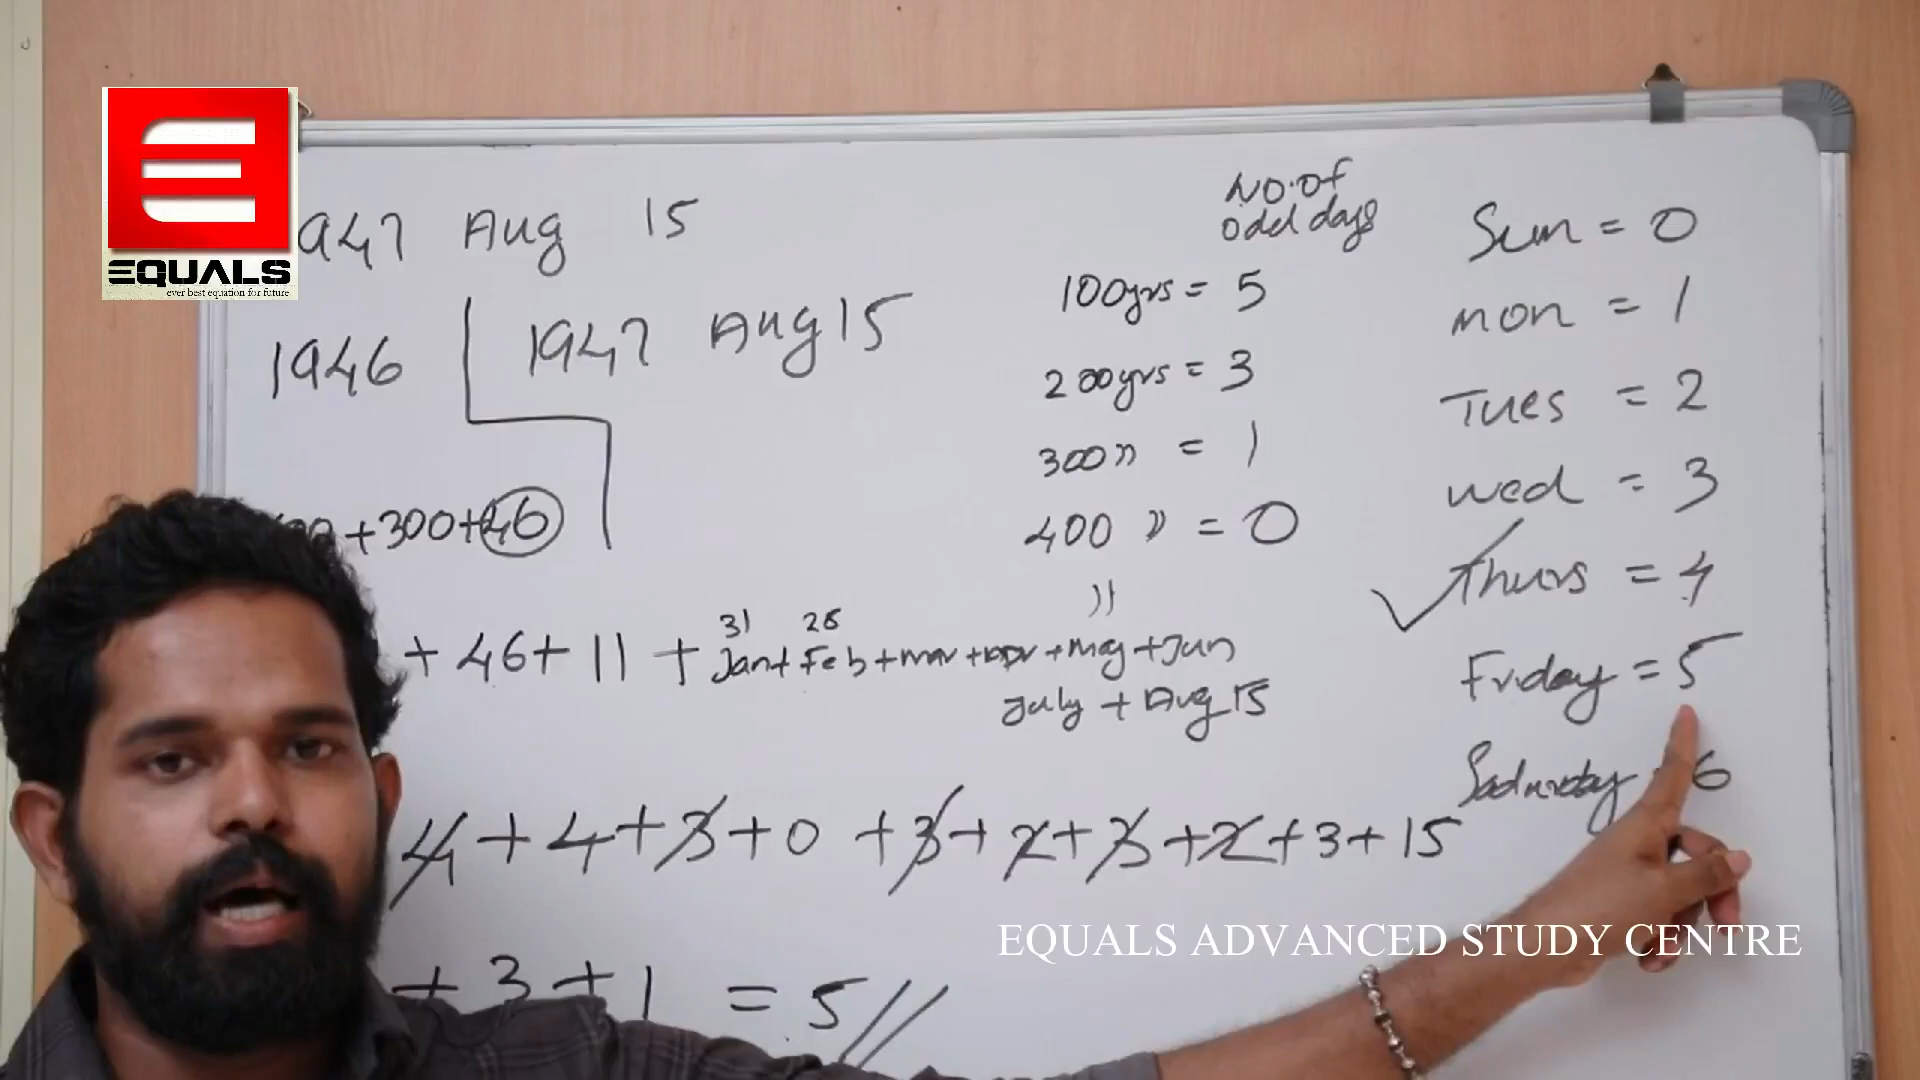 EQUALS
ever best equation for future
947 Aug 15
1946
1947 Aug 15
+300+46
+ 46 + 11 + Jan + Feb + mar + apr + may + Jun
31 28
July + Aug 15
4 + 4 + 3 + 0 + 3 + 2 + 3 + 2 + 3 + 15
+ 3 + 1 = 5 //
No. of
odd days
100yrs = 5
200yrs = 3
300 〃 = 1
400 〃 = 0
〃
Sun = 0
mon = 1
Tues = 2
wed = 3
Thurs = 4
Friday = 5
6
EQUALS ADVANCED STUDY CENTRE